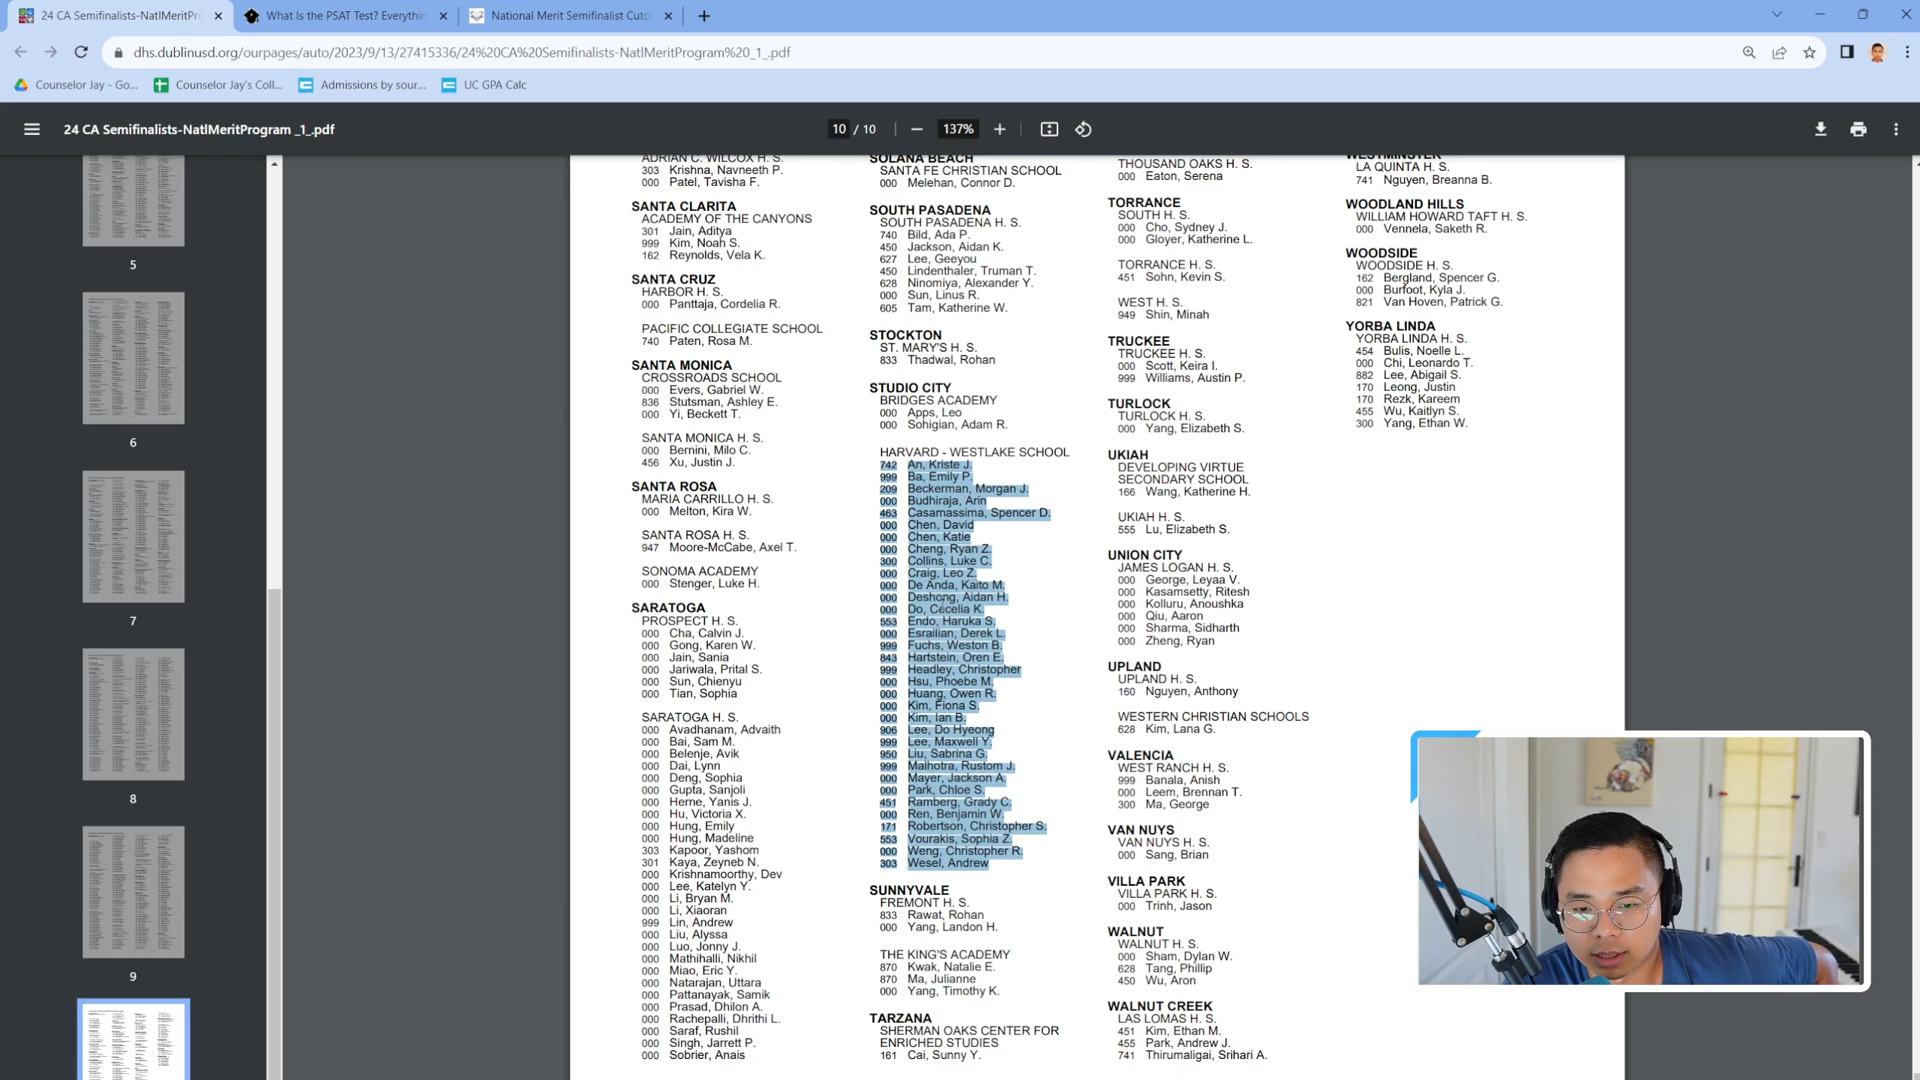 24 CA Semifinalists-NatlMeritPro
What Is the PSAT Test? Everythin
National Merit Semifinalist Cuto
dhs.dublinusd.org/ourpages/auto/2023/9/13/27415336/24%20CA%20Semifinalists-NatlMeritProgram%20_1_.pdf
Counselor Jay - Go...
Counselor Jay's Coll...
Admissions by sour...
UC GPA Calc
24 CA Semifinalists-NatlMeritProgram _1_.pdf
10 / 10
137%
5
6
7
8
9
ADRIAN C. WILCOX H. S.
303 Krishna, Navneeth P.
000 Patel, Tavisha F.
SANTA CLARITA
ACADEMY OF THE CANYONS
301 Jain, Aditya
999 Kim, Noah S.
162 Reynolds, Vela K.
SANTA CRUZ
HARBOR H. S.
000 Panttaja, Cordelia R.
PACIFIC COLLEGIATE SCHOOL
740 Paten, Rosa M.
SANTA MONICA
CROSSROADS SCHOOL
000 Evers, Gabriel W.
836 Stutsman, Ashley E.
000 Yi, Beckett T.
SANTA MONICA H. S.
000 Bernini, Milo C.
456 Xu, Justin J.
SANTA ROSA
MARIA CARRILLO H. S.
000 Melton, Kira W.
SANTA ROSA H. S.
947 Moore-McCabe, Axel T.
SONOMA ACADEMY
000 Stenger, Luke H.
SARATOGA
PROSPECT H. S.
000 Cha, Calvin J.
000 Gong, Karen W.
000 Jain, Sania
000 Jariwala, Prital S.
000 Sun, Chienyu
000 Tian, Sophia
SARATOGA H. S.
000 Avadhanam, Advaith
000 Bai, Sam M.
000 Belenje, Avik
000 Dai, Lynn
000 Deng, Sophia
000 Gupta, Sanjoli
000 Herne, Yanis J.
000 Hu, Victoria X.
000 Hung, Emily
000 Hung, Madeline
303 Kapoor, Yashom
301 Kaya, Zeyneb N.
000 Krishnamoorthy, Dev
000 Lee, Katelyn Y.
000 Li, Bryan M.
000 Li, Xiaoran
999 Lin, Andrew
000 Liu, Alyssa
000 Luo, Jonny J.
000 Mathihalli, Nikhil
000 Miao, Eric Y.
000 Natarajan, Uttara
000 Pattanayak, Samik
000 Prasad, Dhilon A.
000 Rachepalli, Dhrithi L.
000 Saraf, Rushil
000 Singh, Jarrett P.
000 Sobrier, Anais
SOLANA BEACH
SANTA FE CHRISTIAN SCHOOL
000 Melehan, Connor D.
SOUTH PASADENA
SOUTH PASADENA H. S.
740 Bild, Ada P.
450 Jackson, Aidan K.
627 Lee, Geeyou
450 Lindenthaler, Truman T.
628 Ninomiya, Alexander Y.
000 Sun, Linus R.
605 Tam, Katherine W.
STOCKTON
ST. MARY'S H. S.
833 Thadwal, Rohan
STUDIO CITY
BRIDGES ACADEMY
000 Apps, Leo
000 Sohigian, Adam R.
HARVARD - WESTLAKE SCHOOL
742 An, Kriste J.
999 Ba, Emily P.
209 Beckerman, Morgan J.
000 Budhiraja, Arin
463 Casamassima, Spencer D.
000 Chen, David
000 Chen, Katie
000 Cheng, Ryan Z.
300 Collins, Luke C.
000 Craig, Leo Z.
000 De Anda, Kaito M.
000 Deshong, Aidan H.
000 Do, Cecelia K.
553 Endo, Haruka S.
000 Esrailian, Derek L.
999 Fuchs, Weston B.
843 Hartstein, Oren E.
999 Headley, Christopher
000 Hsu, Phoebe M.
000 Huang, Owen R.
000 Kim, Fiona S.
000 Kim, Ian B.
906 Lee, Do Hyeong
999 Lee, Maxwell Y.
950 Liu, Sabrina G.
999 Malhotra, Rustom J.
000 Mayer, Jackson A.
000 Park, Chloe S.
451 Ramberg, Grady C.
000 Ren, Benjamin W.
171 Robertson, Christopher S.
553 Vourakis, Sophia Z.
000 Weng, Christopher R.
303 Wesel, Andrew
SUNNYVALE
FREMONT H. S.
833 Rawat, Rohan
000 Yang, Landon H.
THE KING'S ACADEMY
870 Kwak, Natalie E.
870 Ma, Julianne
000 Yang, Timothy K.
TARZANA
SHERMAN OAKS CENTER FOR
ENRICHED STUDIES
161 Cai, Sunny Y.
THOUSAND OAKS H. S.
000 Eaton, Serena
TORRANCE
SOUTH H. S.
000 Cho, Sydney J.
000 Gloyer, Katherine L.
TORRANCE H. S.
451 Sohn, Kevin S.
WEST H. S.
949 Shin, Minah
TRUCKEE
TRUCKEE H. S.
000 Scott, Keira I.
999 Williams, Austin P.
TURLOCK
TURLOCK H. S.
000 Yang, Elizabeth S.
UKIAH
DEVELOPING VIRTUE
SECONDARY SCHOOL
166 Wang, Katherine H.
UKIAH H. S.
555 Lu, Elizabeth S.
UNION CITY
JAMES LOGAN H. S.
000 George, Leyaa V.
000 Kasamsetty, Ritesh
000 Kolluru, Anoushka
000 Qiu, Aaron
000 Sharma, Sidharth
000 Zheng, Ryan
UPLAND
UPLAND H. S.
160 Nguyen, Anthony
WESTERN CHRISTIAN SCHOOLS
628 Kim, Lana G.
VALENCIA
WEST RANCH H. S.
999 Banala, Anish
000 Leem, Brennan T.
300 Ma, George
VAN NUYS
VAN NUYS H. S.
000 Sang, Brian
VILLA PARK
VILLA PARK H. S.
000 Trinh, Jason
WALNUT
WALNUT H. S.
000 Sham, Dylan W.
628 Tang, Phillip
450 Wu, Aron
WALNUT CREEK
LAS LOMAS H. S.
451 Kim, Ethan M.
455 Park, Andrew J.
741 Thirumaligai, Srihari A.
WESTMINSTER
LA QUINTA H. S.
741 Nguyen, Breanna B.
WOODLAND HILLS
WILLIAM HOWARD TAFT H. S.
000 Vennela, Saketh R.
WOODSIDE
WOODSIDE H. S.
162 Bergland, Spencer G.
000 Burfoot, Kyla J.
821 Van Hoven, Patrick G.
YORBA LINDA
YORBA LINDA H. S.
454 Bulis, Noelle L.
000 Chi, Leonardo T.
882 Lee, Abigail S.
170 Leong, Justin
170 Rezk, Kareem
455 Wu, Kaitlyn S.
300 Yang, Ethan W.